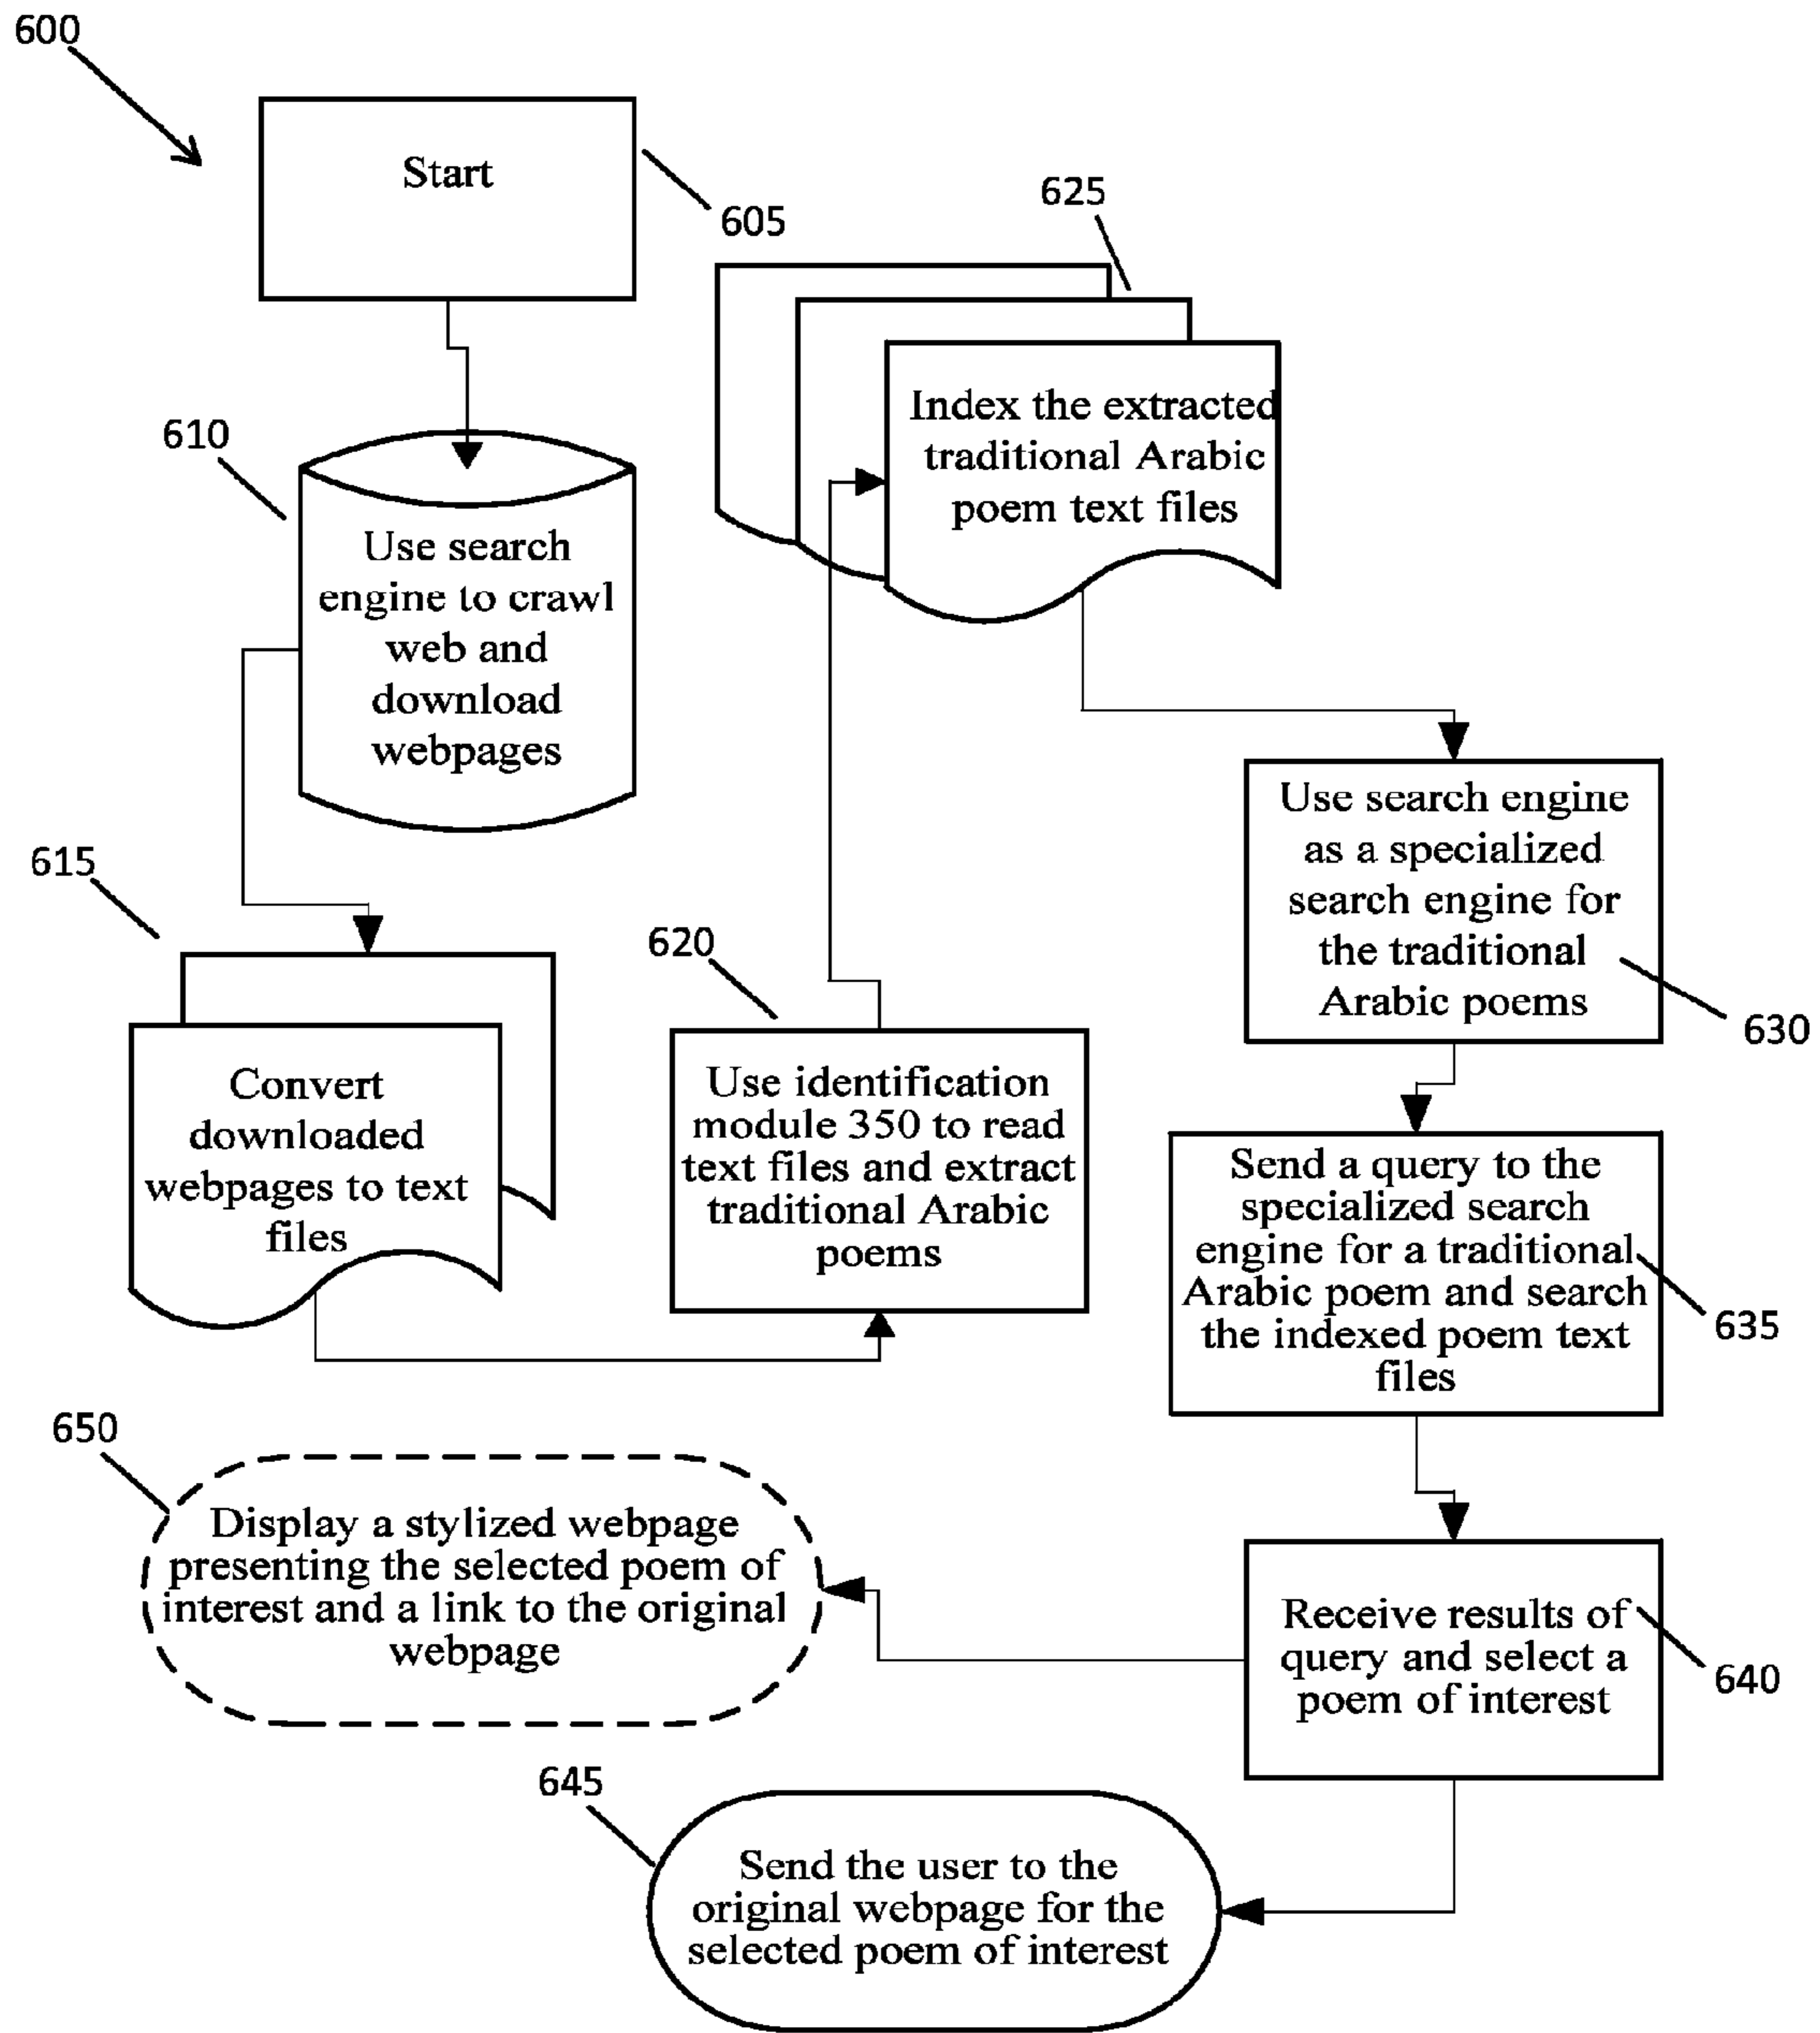 600
Start
605
610
Use search
engine to crawl
web and
download
webpages
615
Convert
downloaded
webpages to text
files
620
Use identification
module 350 to read
text files and extract
traditional Arabic
poems
625
Index the extracted
traditional Arabic
poem text files
Use search engine
as a specialized
search engine for
the traditional
Arabic poems
630
Send a query to the
specialized search
engine for a traditional
Arabic poem and search
the indexed poem text
files
635
Receive results of
query and select a
poem of interest
640
650
Display a stylized webpage
presenting the selected poem of
interest and a link to the original
webpage
645
Send the user to the
original webpage for the
selected poem of interest